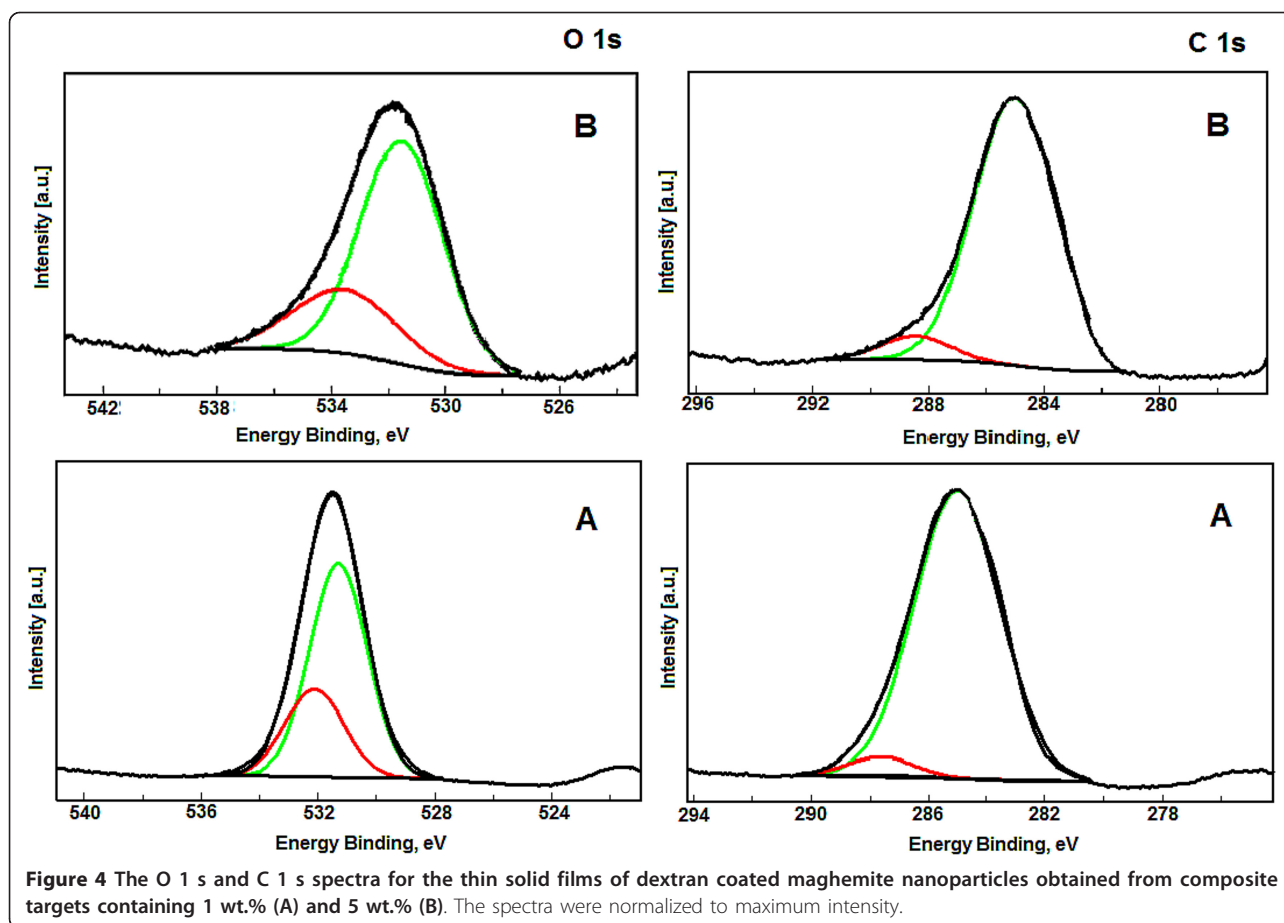 O 1s
C 1s
B
Intensity [a.u.]
542: 538: 534 530 526
Energy Binding, eV
B
Intensity [a.u.]
296 292 288 284 280
Energy Binding, eV
A
Intensity [a.u.]
540 536 532 528 524
Energy Binding, eV
A
Intensity [a.u.]
294 290 286 282 278
Energy Binding, eV
Figure 4 The O 1 s and C 1 s spectra for the thin solid films of dextran coated maghemite nanoparticles obtained from composite
targets containing 1 wt.% (A) and 5 wt.% (B). The spectra were normalized to maximum intensity.